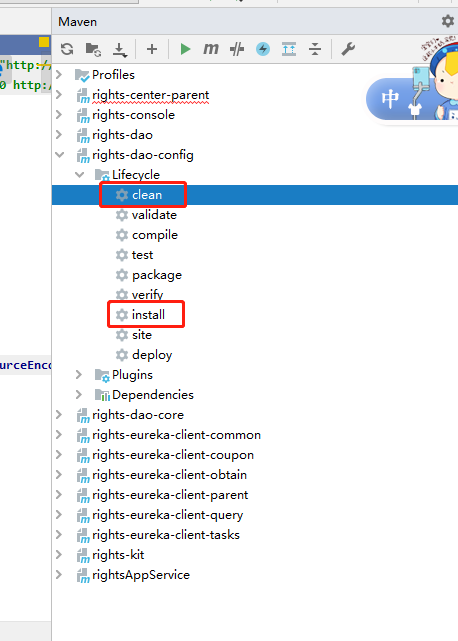 Maven
"http://
0 http:
Profiles
rights-center-parent
rights-console
rights-dao
rights-dao-config
Lifecycle
clean
validate
compile
test
package
verify
install
site
deploy
urceEnco
Plugins
Dependencies
rights-dao-core
rights-eureka-client-common
rights-eureka-client-coupon
rights-eureka-client-obtain
rights-eureka-client-parent
rights-eureka-client-query
rights-eureka-client-tasks
rights-kit
rightsAppService
中